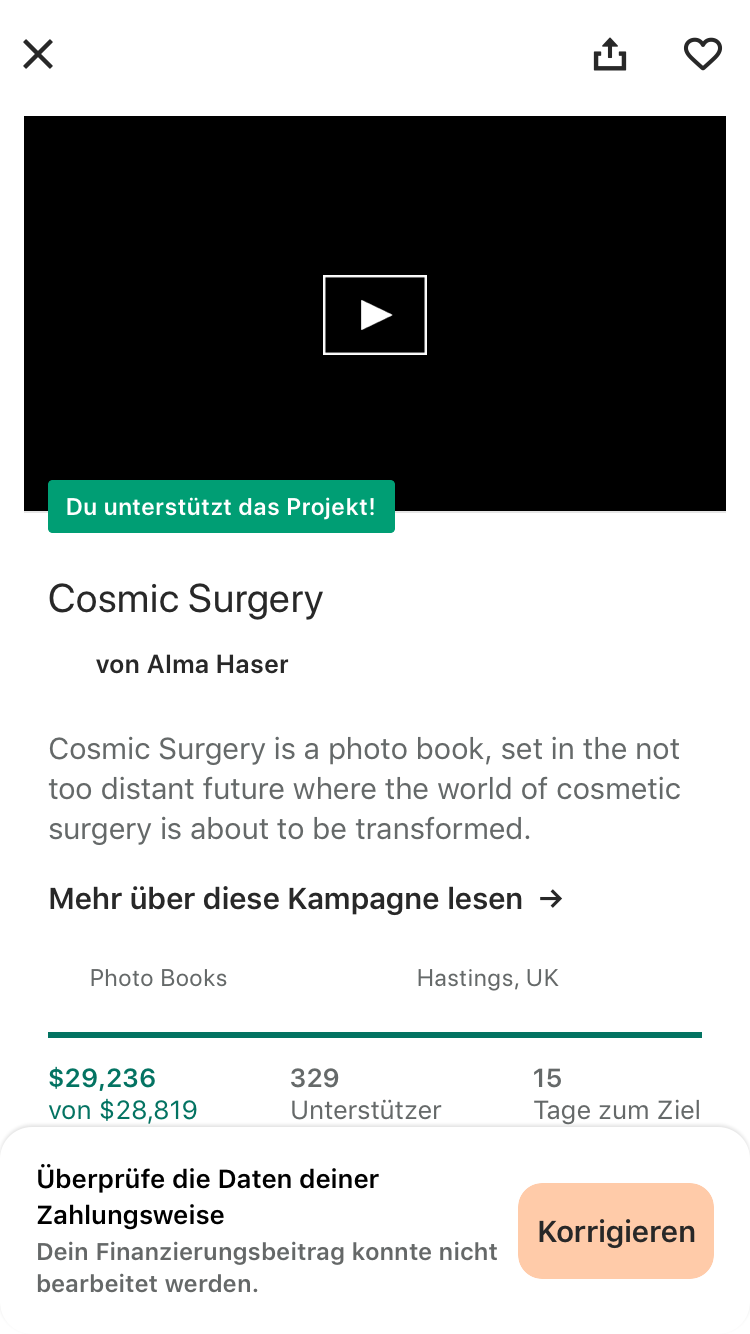 Du unterstützt das Projekt!
Cosmic Surgery
von Alma Haser
Cosmic Surgery is a photo book, set in the not
too distant future where the world of cosmetic
surgery is about to be transformed.
Mehr über diese Kampagne lesen →
Photo Books
Hastings, UK
$29,236
von $28,819
329
Unterstützer
15
Tage zum Ziel
Überprüfe die Daten deiner
Zahlungsweise
Dein Finanzierungsbeitrag konnte nicht
bearbeitet werden.
Korrigieren